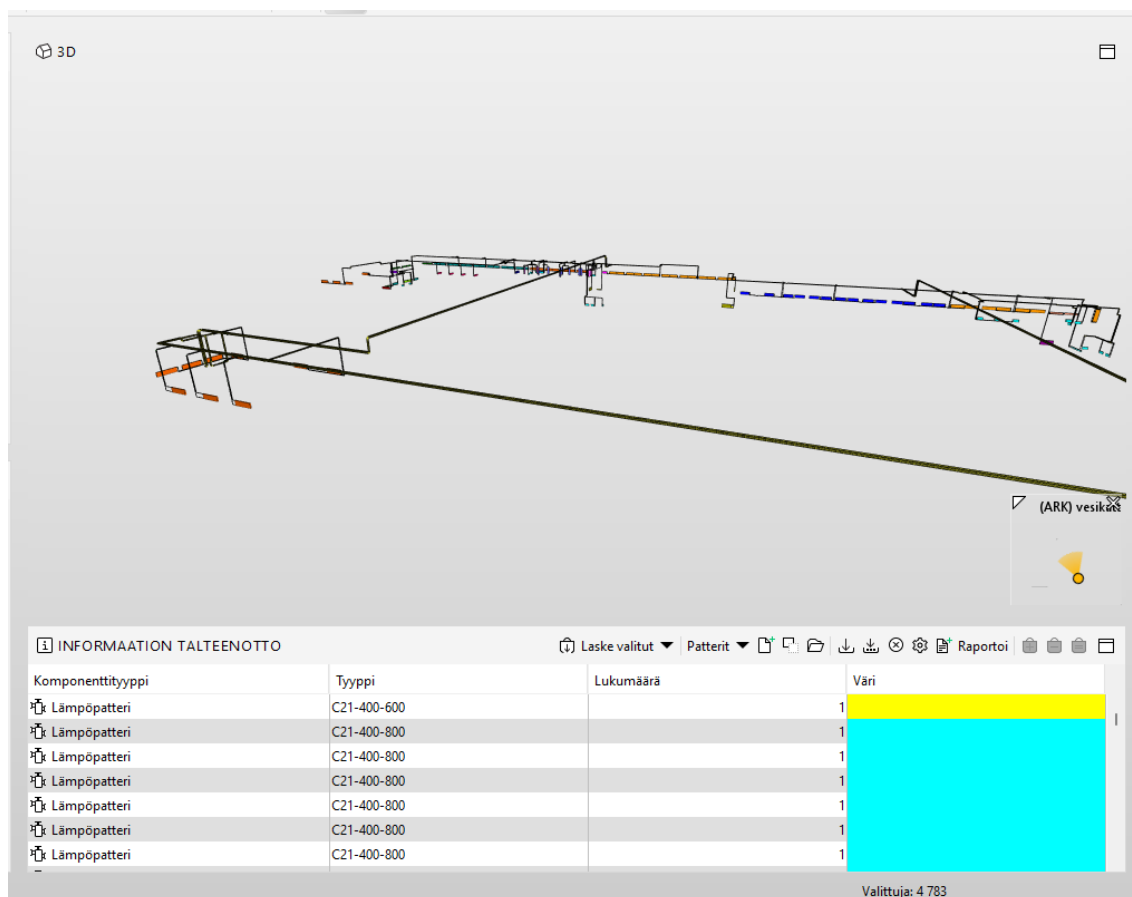 3D
(ARK) vesikatt
INFORMAATION TALTEENOTTO Laske valitut Patterit Raportoi
Komponenttityyppi Tyyppi Lukumäärä Väri
Lämpöpatteri C21-400-600 1
Lämpöpatteri C21-400-800 1
Lämpöpatteri C21-400-800 1
Lämpöpatteri C21-400-800 1
Lämpöpatteri C21-400-800 1
Lämpöpatteri C21-400-800 1
Lämpöpatteri C21-400-800 1
Valittuja: 4 783